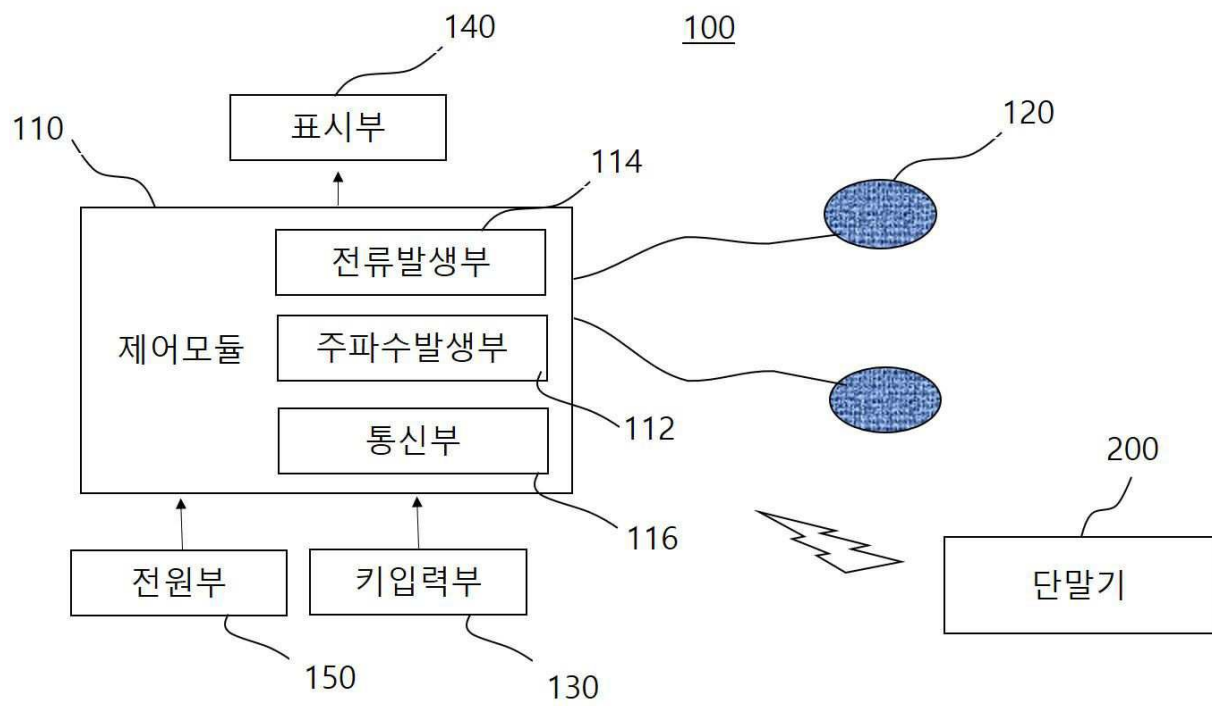 140
100
표시부
110
120
114
전류발생부
제어모듈
주파수발생부
112
통신부
200
116
전원부
키입력부
단말기
150
130